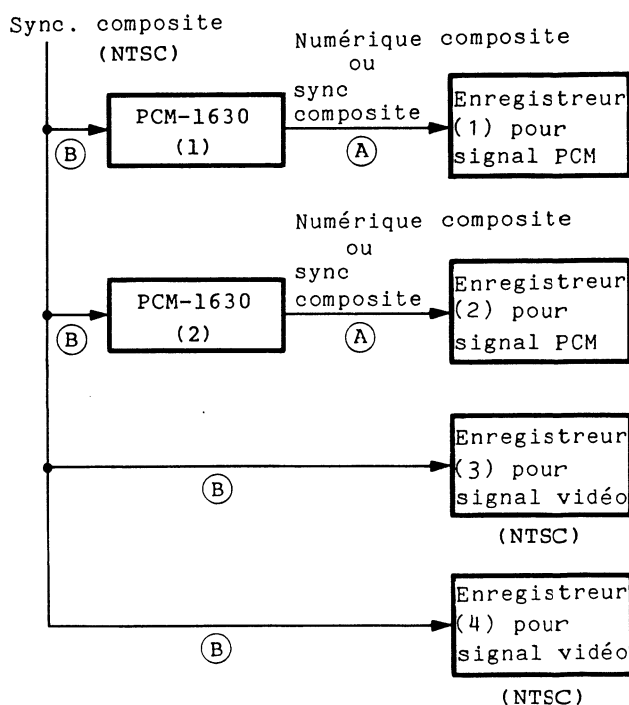 Sync. composite
(NTSC)
Numérique composite
ou
sync
composite
PCM-1630
(1)
B
A
Enregistreur
(1) pour
signal PCM
Numérique composite
ou
sync
composite
PCM-1630
(2)
B
A
Enregistreur
(2) pour
signal PCM
B
Enregistreur
(3) pour
signal vidéo
(NTSC)
B
Enregistreur
(4) pour
signal vidéo
(NTSC)